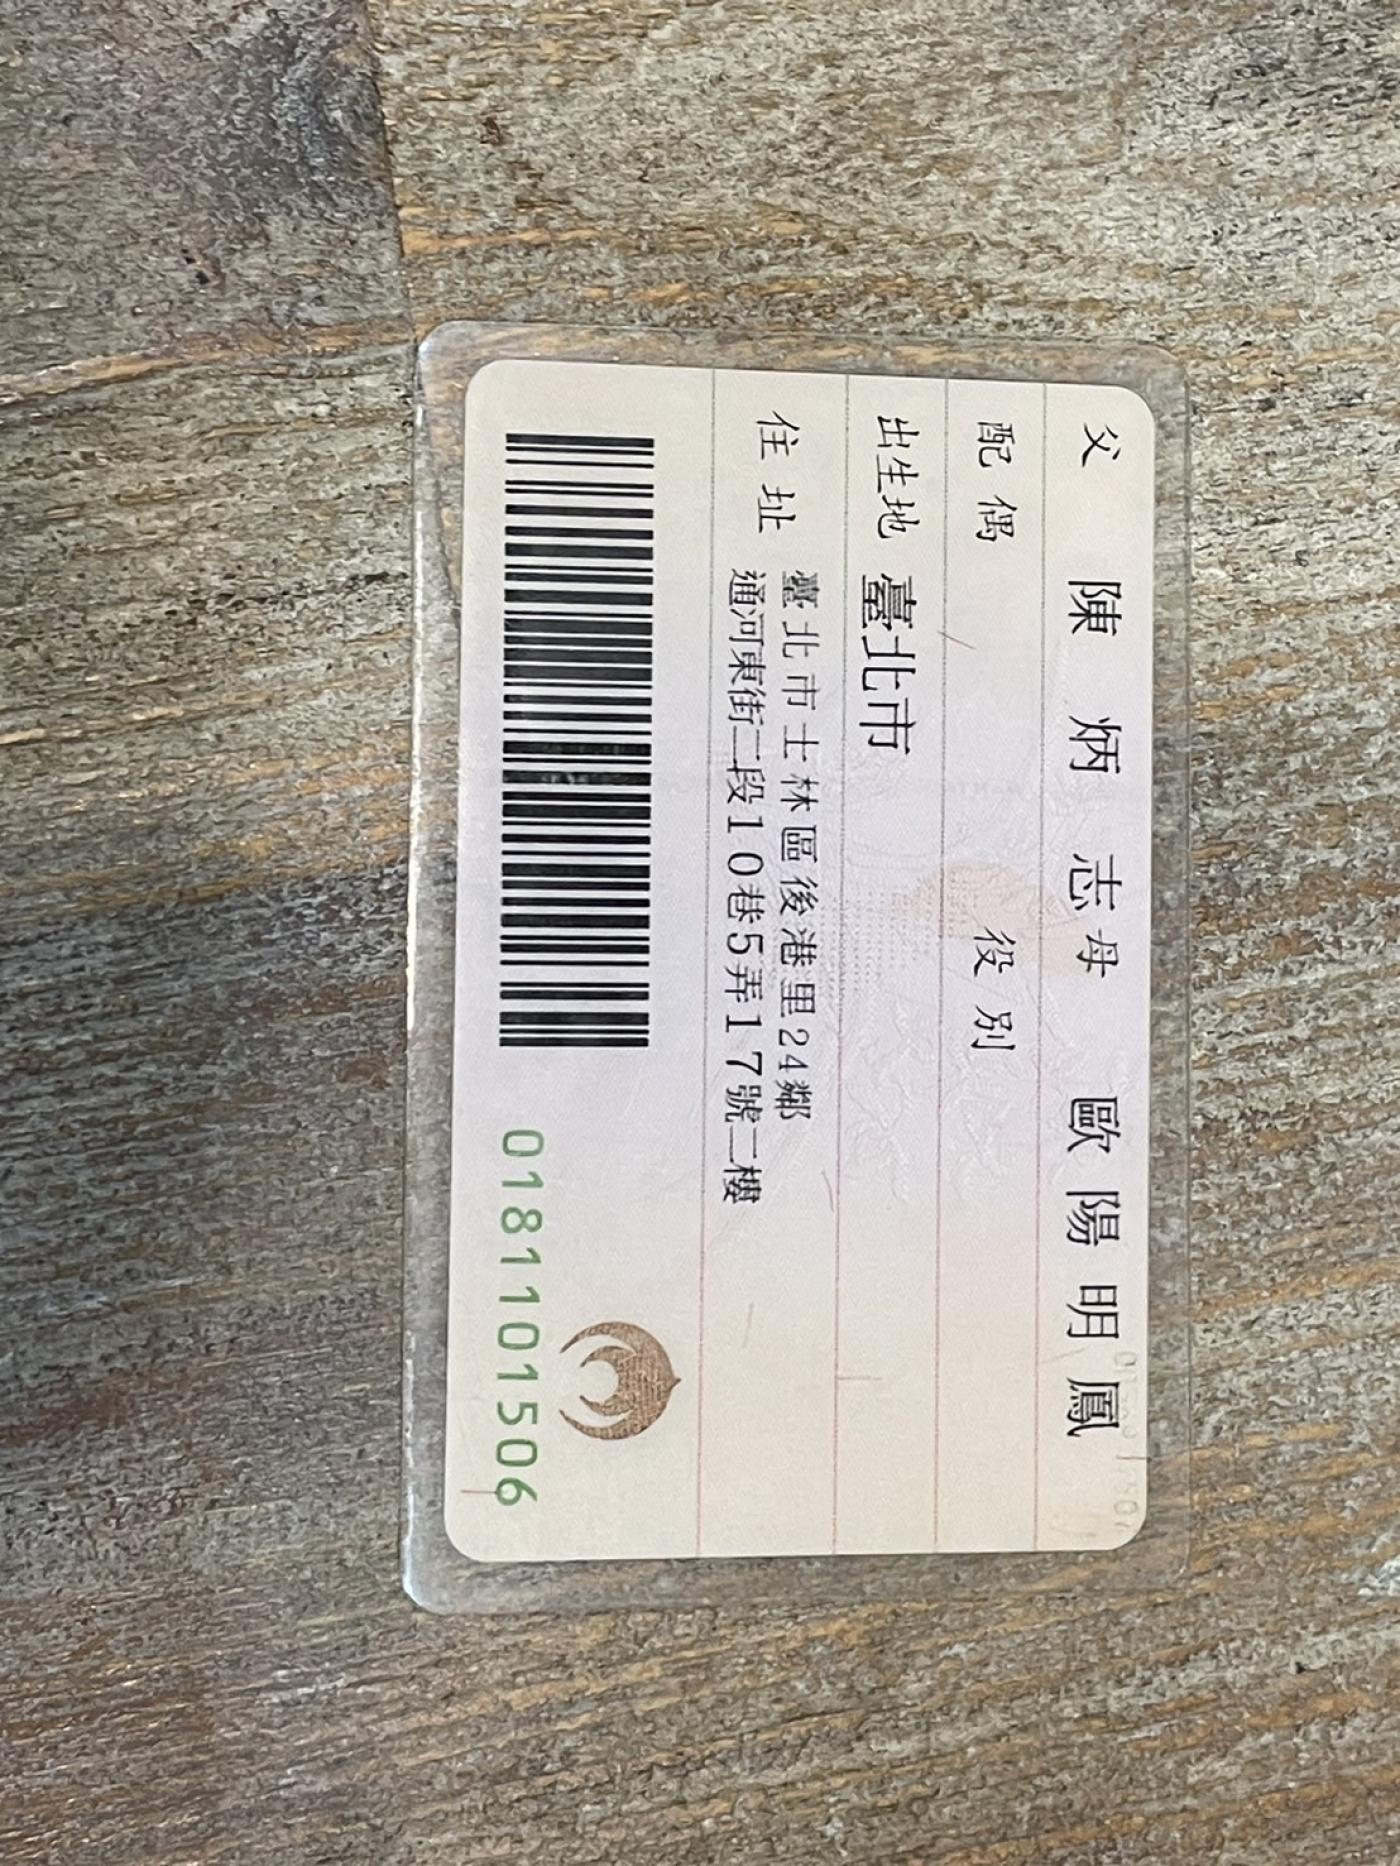 父 陳炳志 母 歐陽明鳳
配偶 役別
出生地 臺北市
住址 臺北市士林區後港里24鄰
通河東街二段10巷5弄17號二樓
0181101506